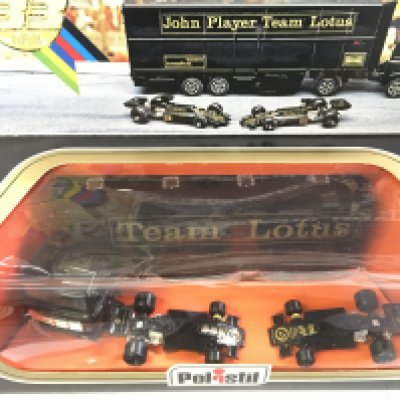 John Player Team Lotus
Team Lotus
Polistil